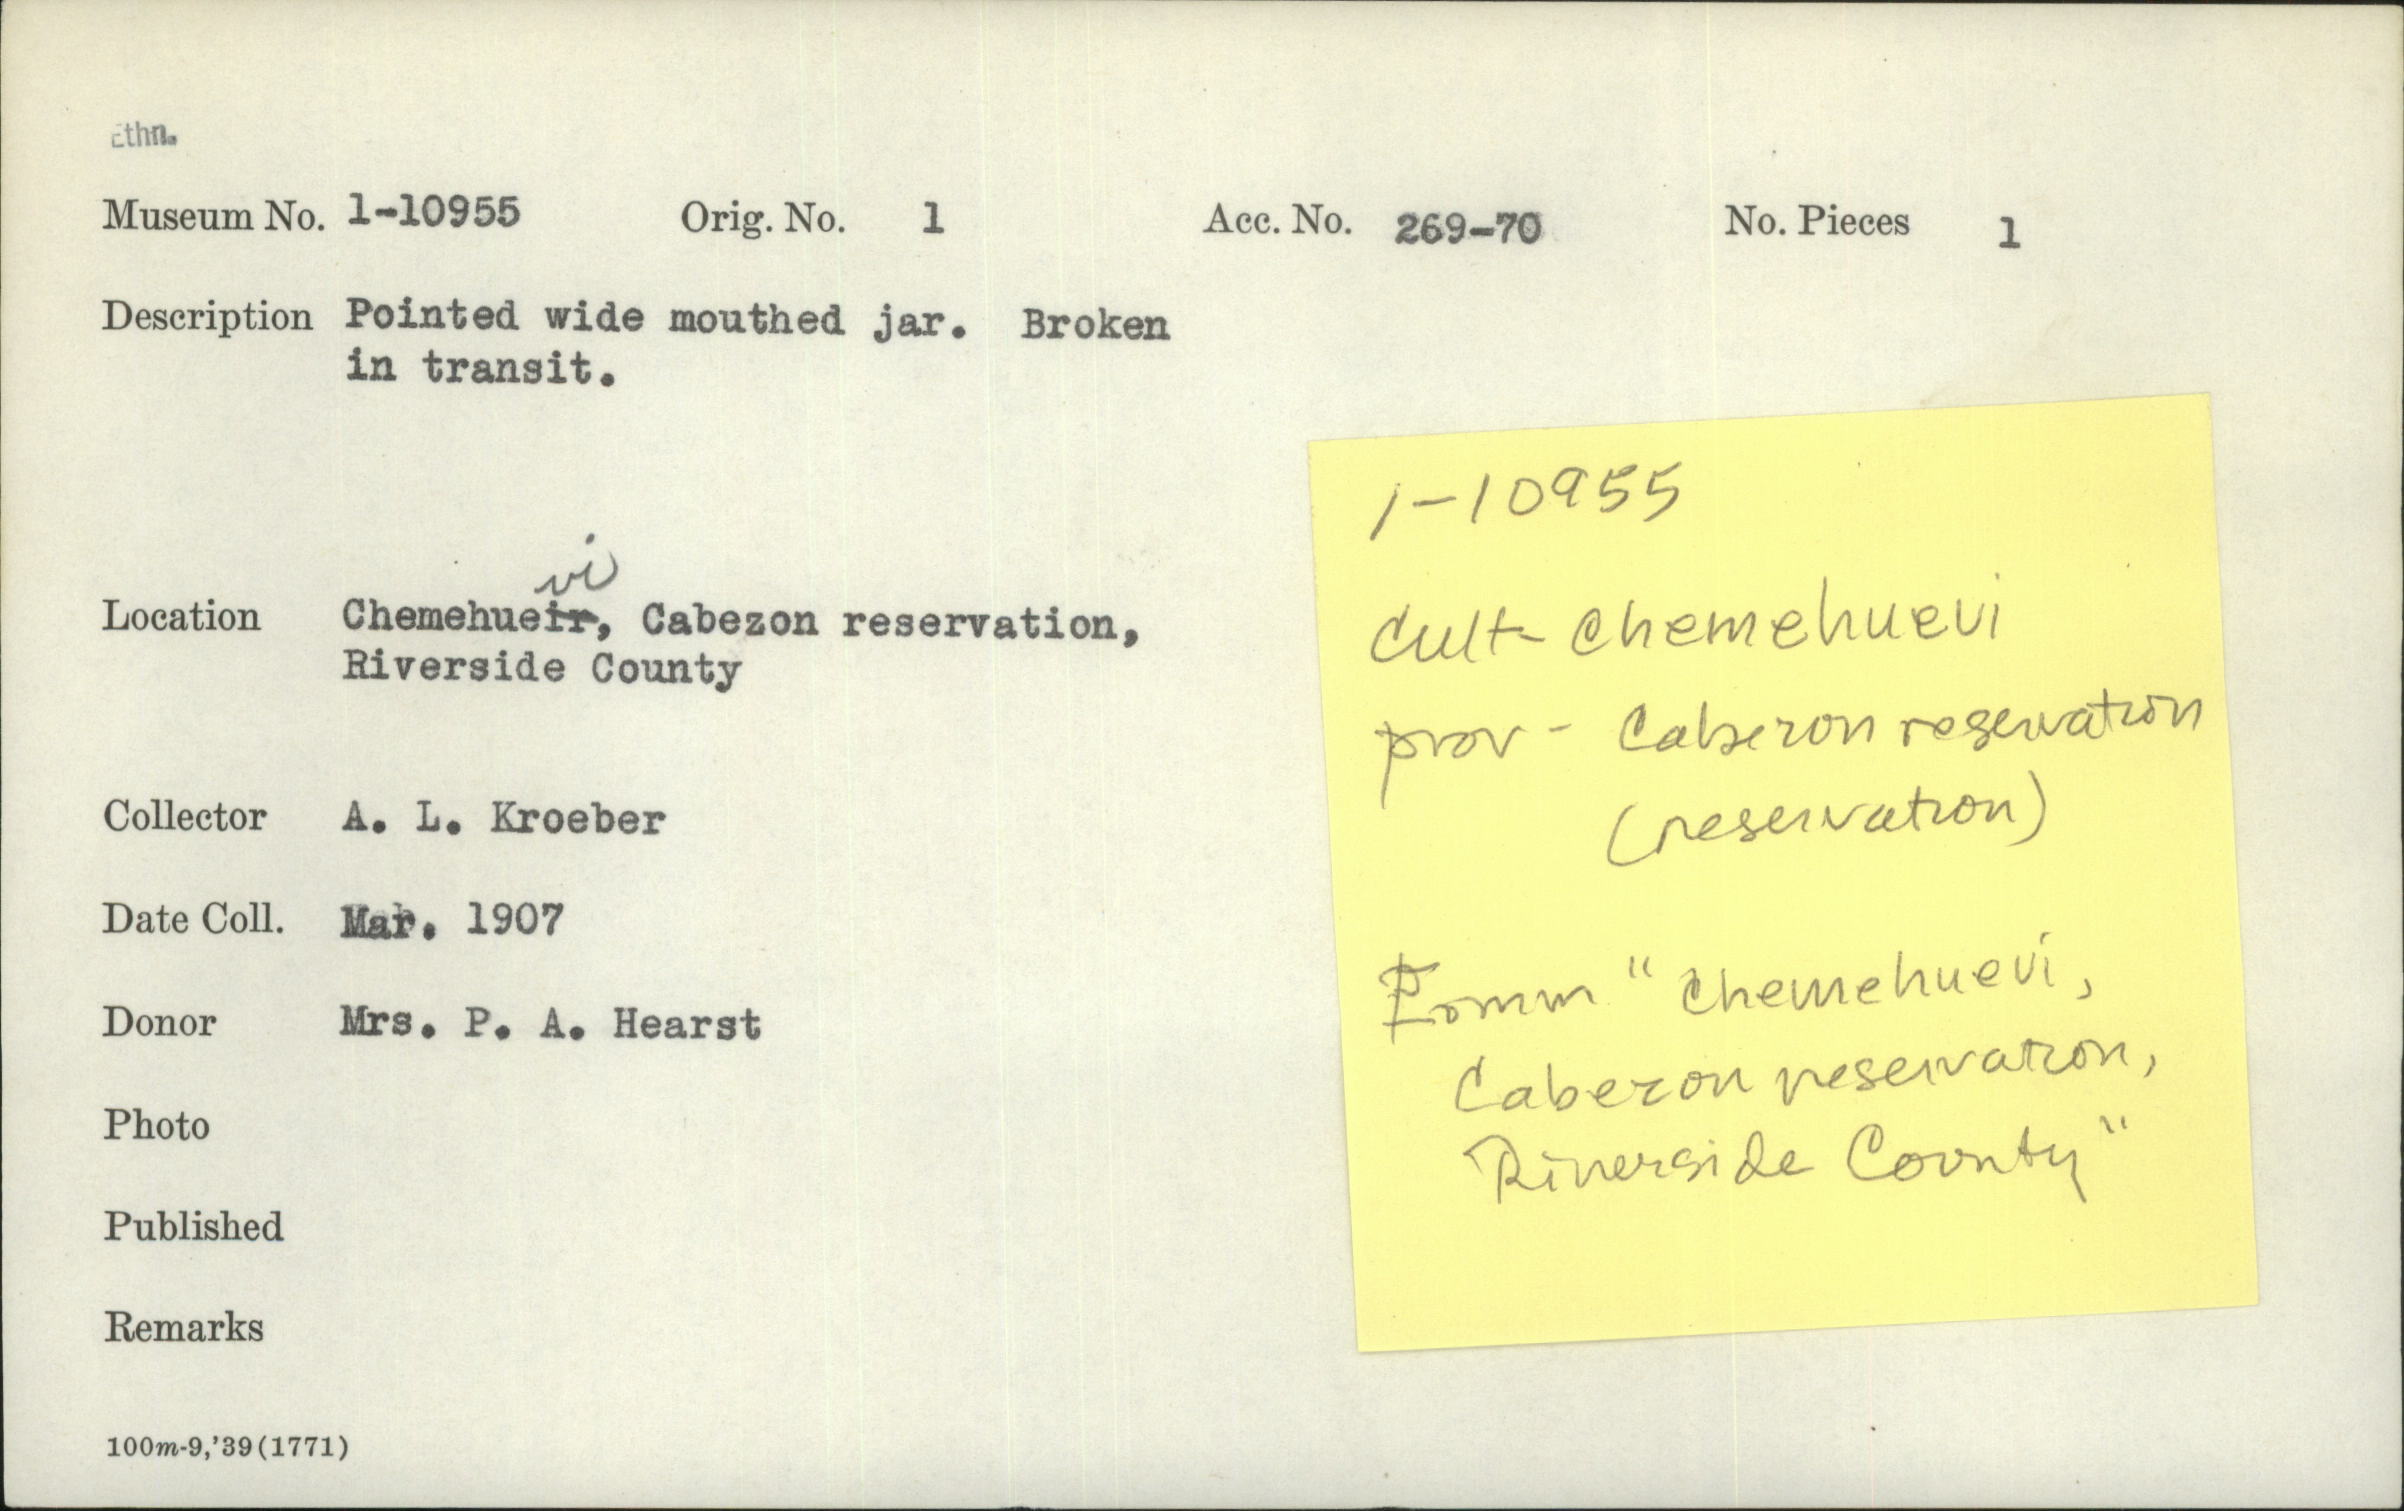 Ethn.
Museum No. 1-10955 Orig. No. 1 Acc. No. 269-70 No. Pieces 1
Description Pointed wide mouthed jar. Broken
in transit.
vi
Location Chemehueir, Cabezon reservation,
Riverside County
Collector A. L. Kroeber
Date Coll. Mar. 1907
Donor Mrs. P. A. Hearst
Photo
Published
Remarks
100m-9,'39(1771)
1-10955
Cult- Chemehuevi
prov- Cabezon reservation
(reservation)
"Chemehuevi,
Cabezon reservation,
Riverside County"